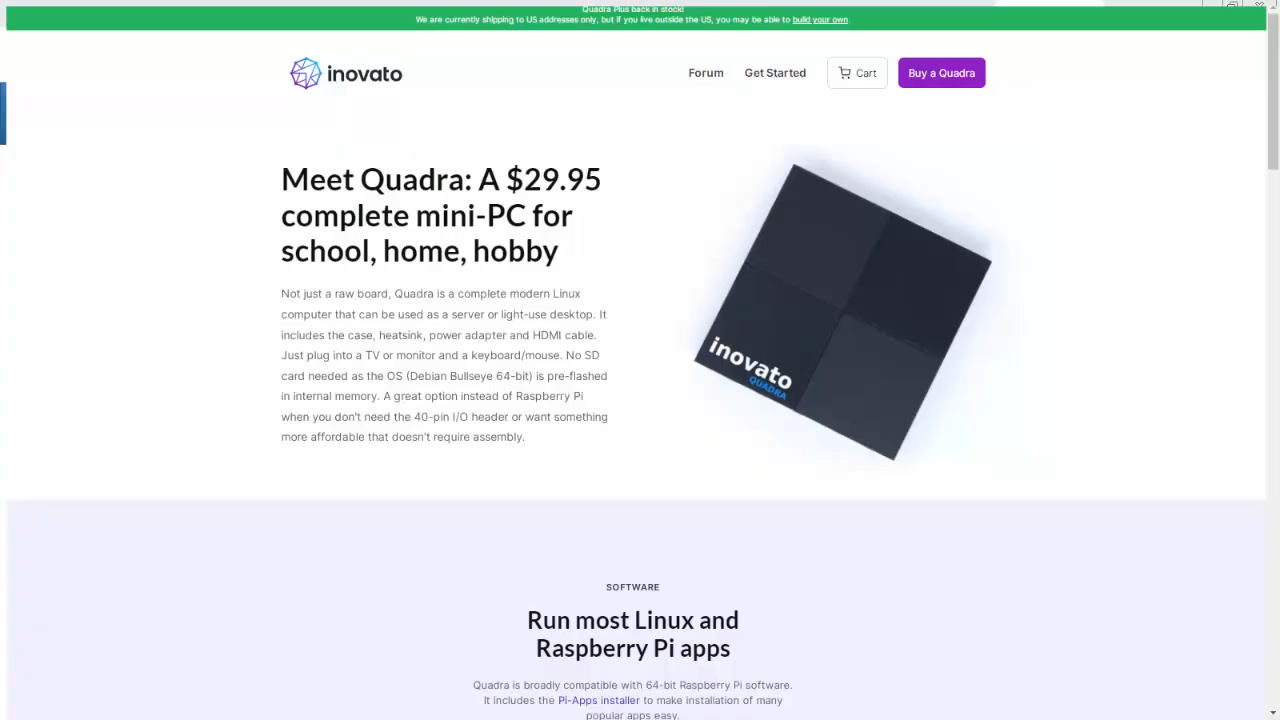 Quadra Plus back in stock!
We are currently shipping to US addresses only, but if you live outside the US, you may be able to build your own.
inovato
Forum
Get Started
Cart
Buy a Quadra
Meet Quadra: A $29.95
complete mini-PC for
school, home, hobby
Not just a raw board, Quadra is a complete modern Linux
computer that can be used as a server or light-use desktop. It
includes the case, heatsink, power adapter and HDMI cable.
Just plug into a TV or monitor and a keyboard/mouse. No SD
card needed as the OS (Debian Bullseye 64-bit) is pre-flashed
in internal memory. A great option instead of Raspberry Pi
when you don't need the 40-pin I/O header or want something
more affordable that doesn't require assembly.
inovato
QUADRA
SOFTWARE
Run most Linux and
Raspberry Pi apps
Quadra is broadly compatible with 64-bit Raspberry Pi software.
It includes the Pi-Apps installer to make installation of many
popular apps easy.